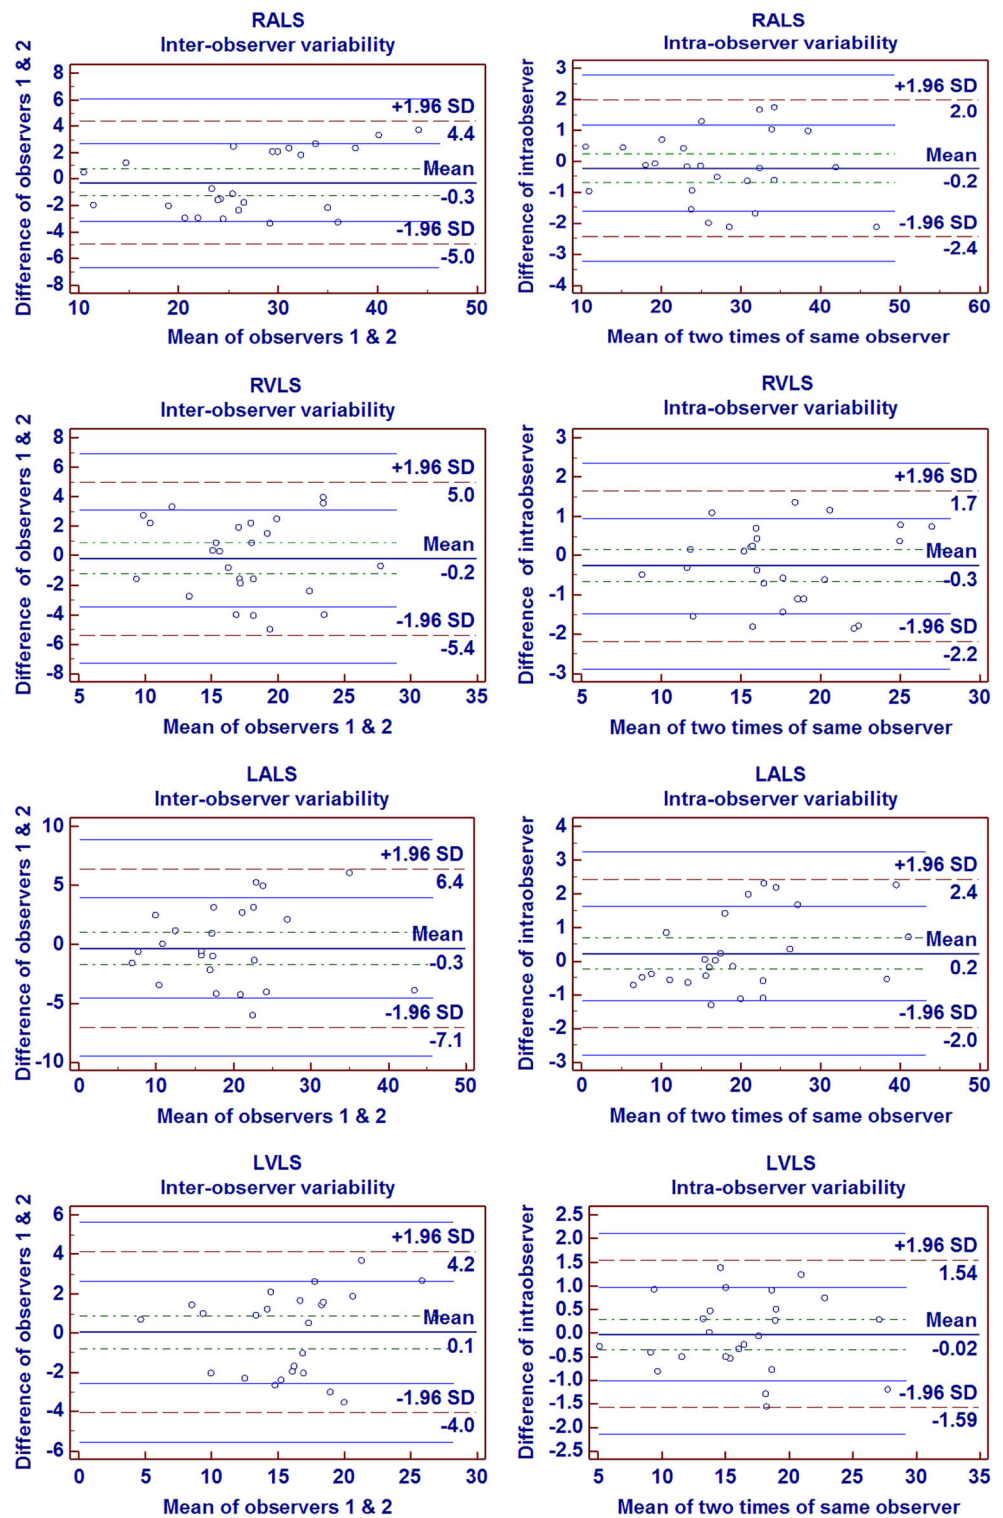 RALS
Inter-observer variability
Difference of observers 1 & 2
8
6
4
2
0
-2
-4
-6
-8
+1.96 SD
4.4
Mean
-0.3
-1.96 SD
-5.0
10 20 30 40 50
Mean of observers 1 & 2
RALS
Intra-observer variability
Difference of intraobserver
3
2
1
0
-1
-2
-3
-4
+1.96 SD
2.0
Mean
-0.2
-1.96 SD
-2.4
10 20 30 40 50 60
Mean of two times of same observer
RVLS
Inter-observer variability
Difference of observers 1 & 2
8
6
4
2
0
-2
-4
-6
-8
+1.96 SD
5.0
Mean
-0.2
-1.96 SD
-5.4
5 10 15 20 25 30 35
Mean of observers 1 & 2
RVLS
Intra-observer variability
Difference of intraobserver
3
2
1
0
-1
-2
-3
+1.96 SD
1.7
Mean
-0.3
-1.96 SD
-2.2
5 10 15 20 25 30
Mean of two times of same observer
LALS
Inter-observer variability
Difference of observers 1 & 2
10
5
0
-5
-10
+1.96 SD
6.4
Mean
-0.3
-1.96 SD
-7.1
0 10 20 30 40 50
Mean of observers 1 & 2
LALS
Intra-observer variability
Difference of intraobserver
4
3
2
1
0
-1
-2
-3
+1.96 SD
2.4
Mean
0.2
-1.96 SD
-2.0
0 10 20 30 40 50
Mean of two times of same observer
LVLS
Inter-observer variability
Difference of observers 1 & 2
6
4
2
0
-2
-4
-6
+1.96 SD
4.2
Mean
0.1
-1.96 SD
-4.0
0 5 10 15 20 25 30
Mean of observers 1 & 2
LVLS
Intra-observer variability
Difference of intraobserver
2.5
2.0
1.5
1.0
0.5
0.0
-0.5
-1.0
-1.5
-2.0
-2.5
+1.96 SD
1.54
Mean
-0.02
-1.96 SD
-1.59
5 10 15 20 25 30 35
Mean of two times of same observer